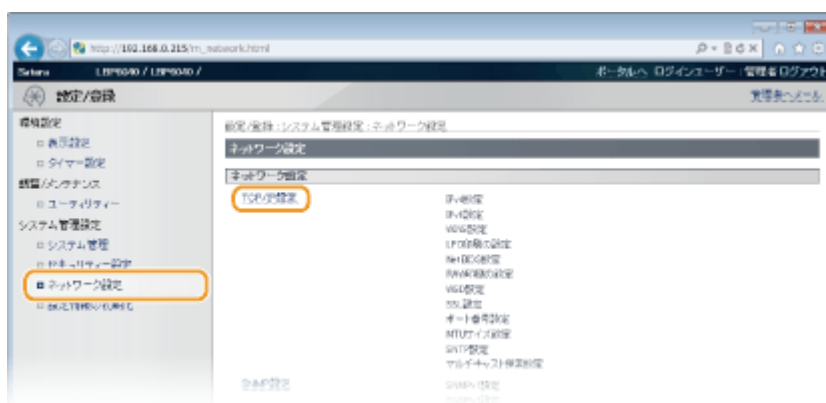 http://192.168.0.215/m_network.html
Satera LBP6040 / LBP6040 /
ポータルへ ログインユーザー：管理者 ログアウト
設定/登録
管理者へメール
環境設定
表示設定
タイマー設定
調整/メンテナンス
ユーティリティー
システム管理設定
システム管理
セキュリティー設定
ネットワーク設定
設定情報の初期化
設定/登録：システム管理設定：ネットワーク設定
ネットワーク設定
ネットワーク設定
TCP/IP設定
IPv4設定
IPv6設定
WINS設定
LPD印刷の設定
NetBIOS設定
RAW印刷の設定
WSD設定
SSL設定
ポート番号設定
MTUサイズ設定
SNTP設定
マルチキャスト探索設定
SNMP設定
SNMPv1設定